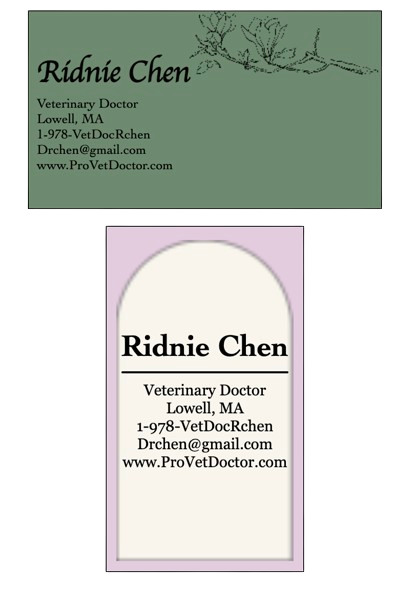 Ridnie Chen
Veterinary Doctor
Lowell, MA
1-978-VetDocRchen
Drchen@gmail.com
www.ProVetDoctor.com
Ridnie Chen
Veterinary Doctor
Lowell, MA
1-978-VetDocRchen
Drchen@gmail.com
www.ProVetDoctor.com